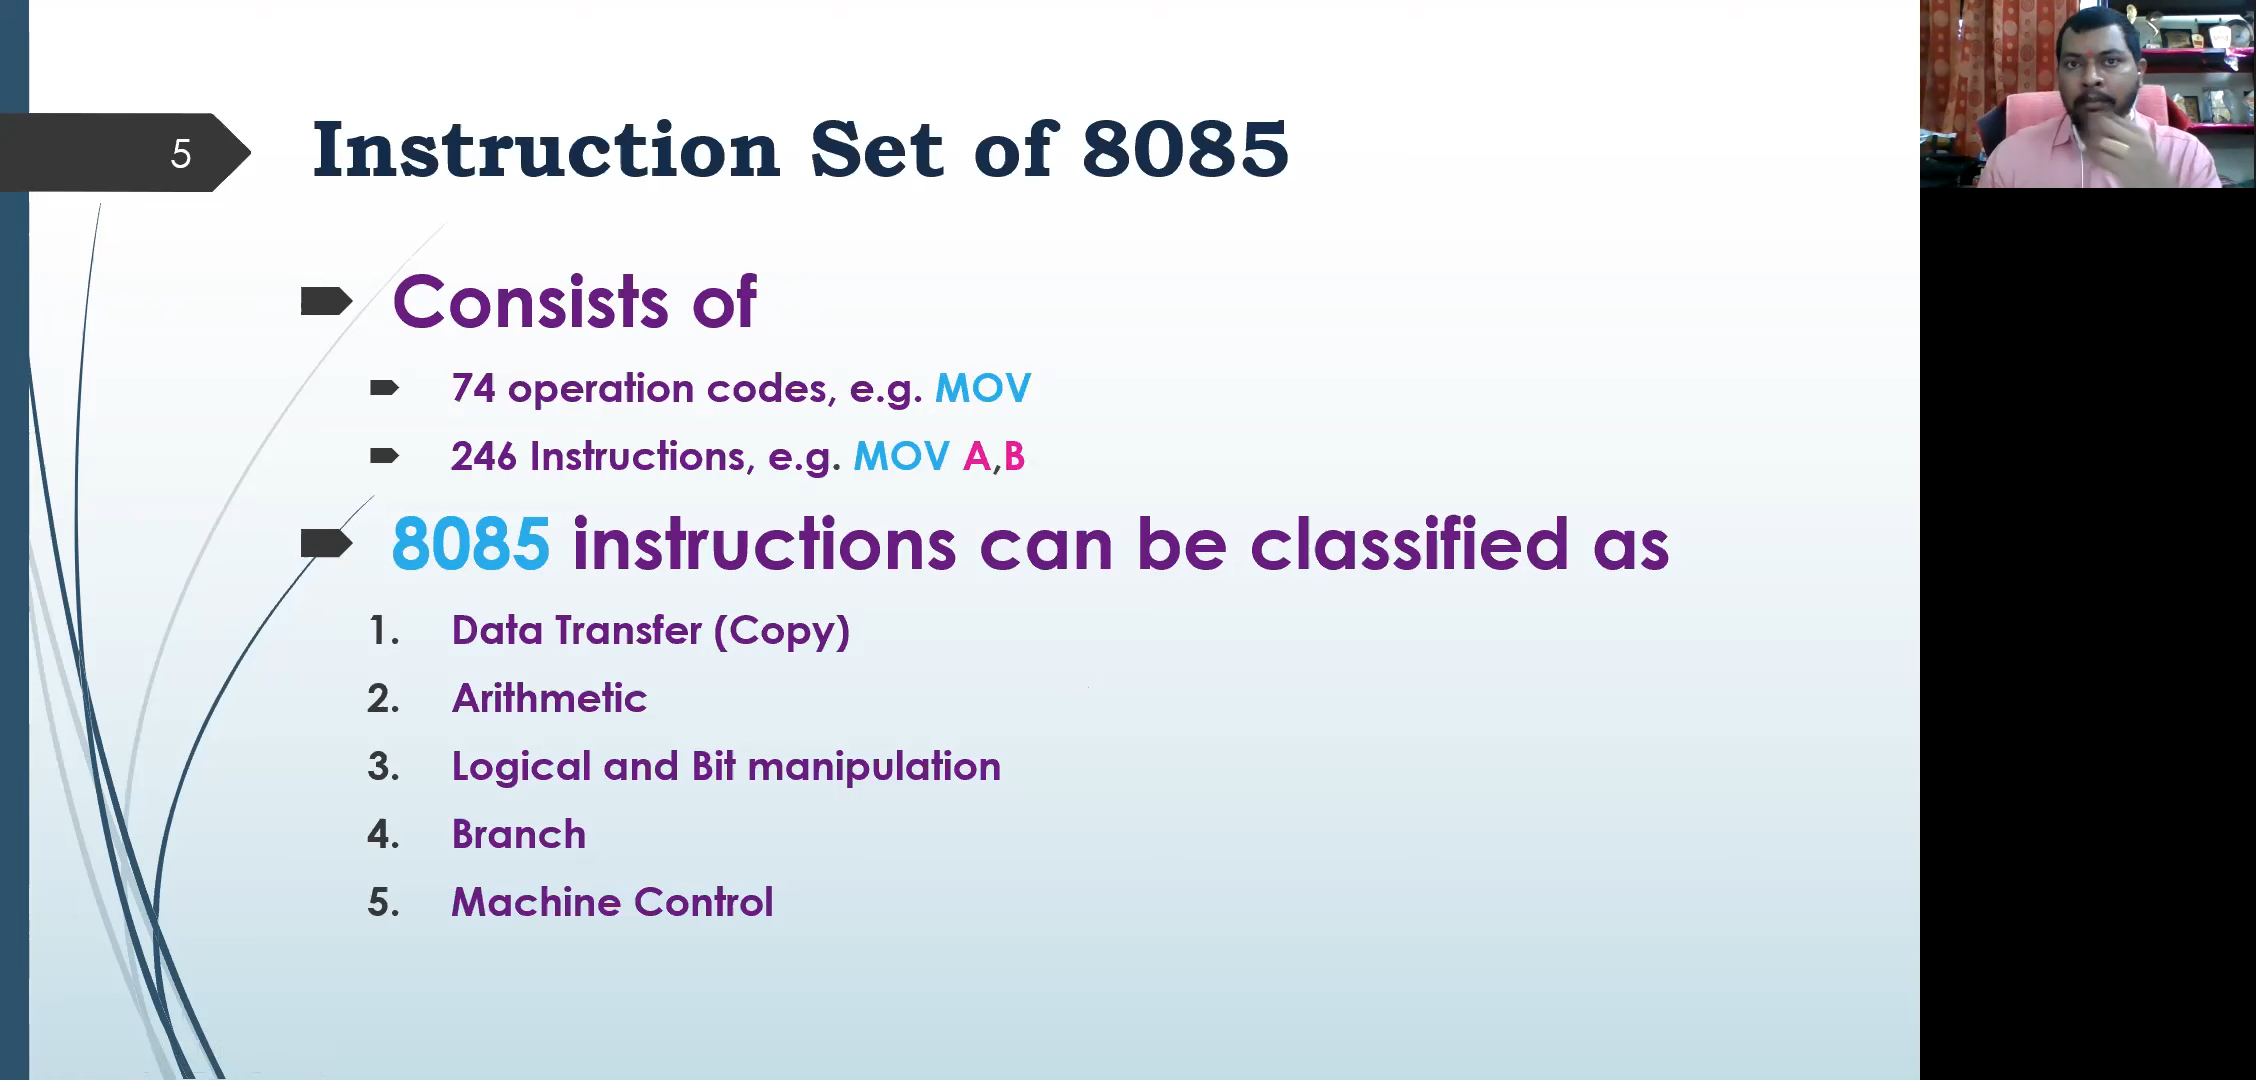 5
Instruction Set of 8085
Consists of
74 operation codes, e.g. MOV
246 Instructions, e.g. MOV A,B
8085 instructions can be classified as
1. Data Transfer (Copy)
2. Arithmetic
3. Logical and Bit manipulation
4. Branch
5. Machine Control